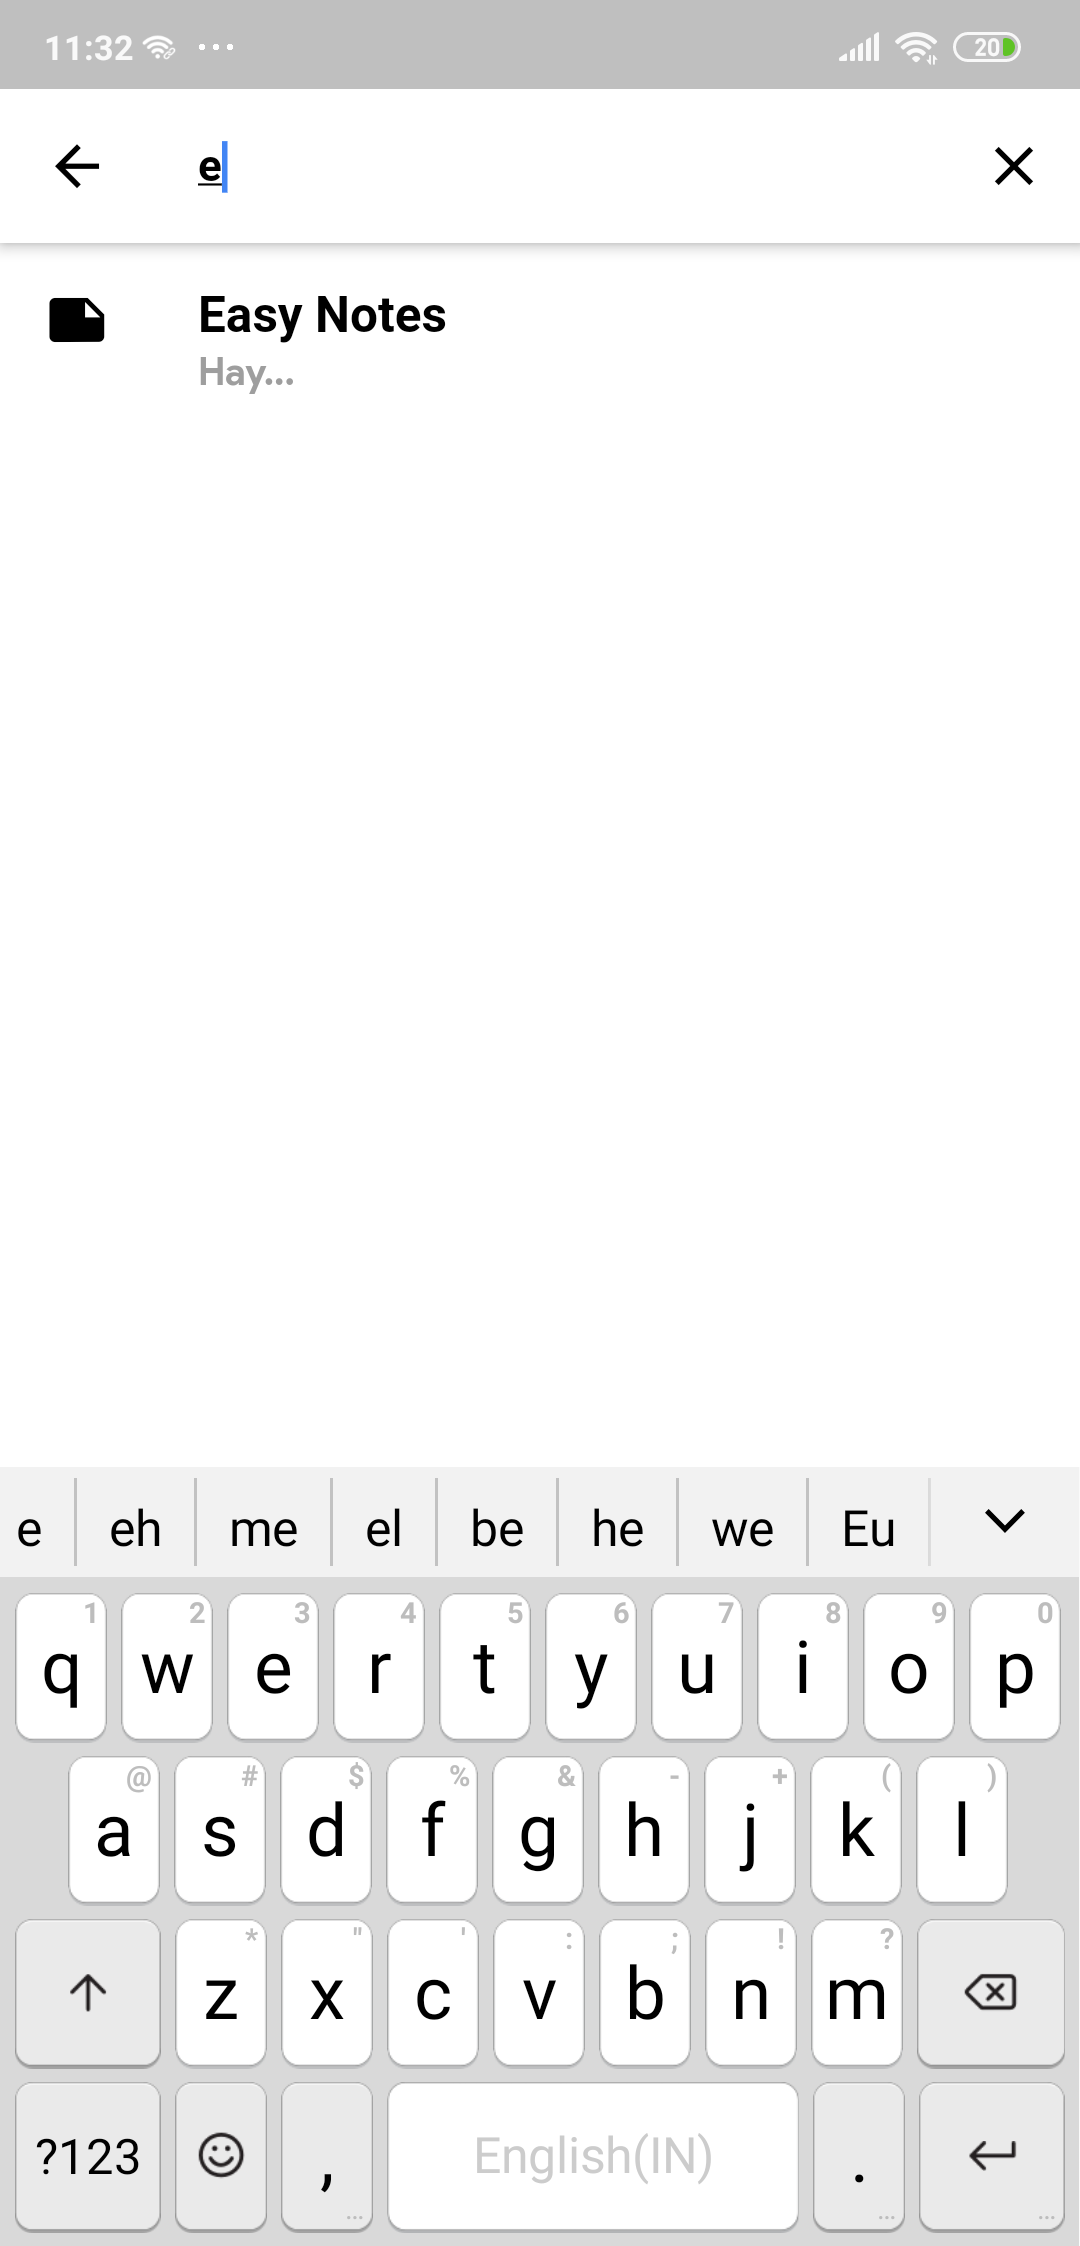 11:32 ... 20
e
Easy Notes
Hay...
e eh me el be he we Eu
1 2 3 4 5 6 7 8 9 0
q w e r t y u i o p
@ # $ % & - + ( )
a s d f g h j k l
* " ' : ; ! ?
z x c v b n m
?123 , ... English(IN) . ... ...